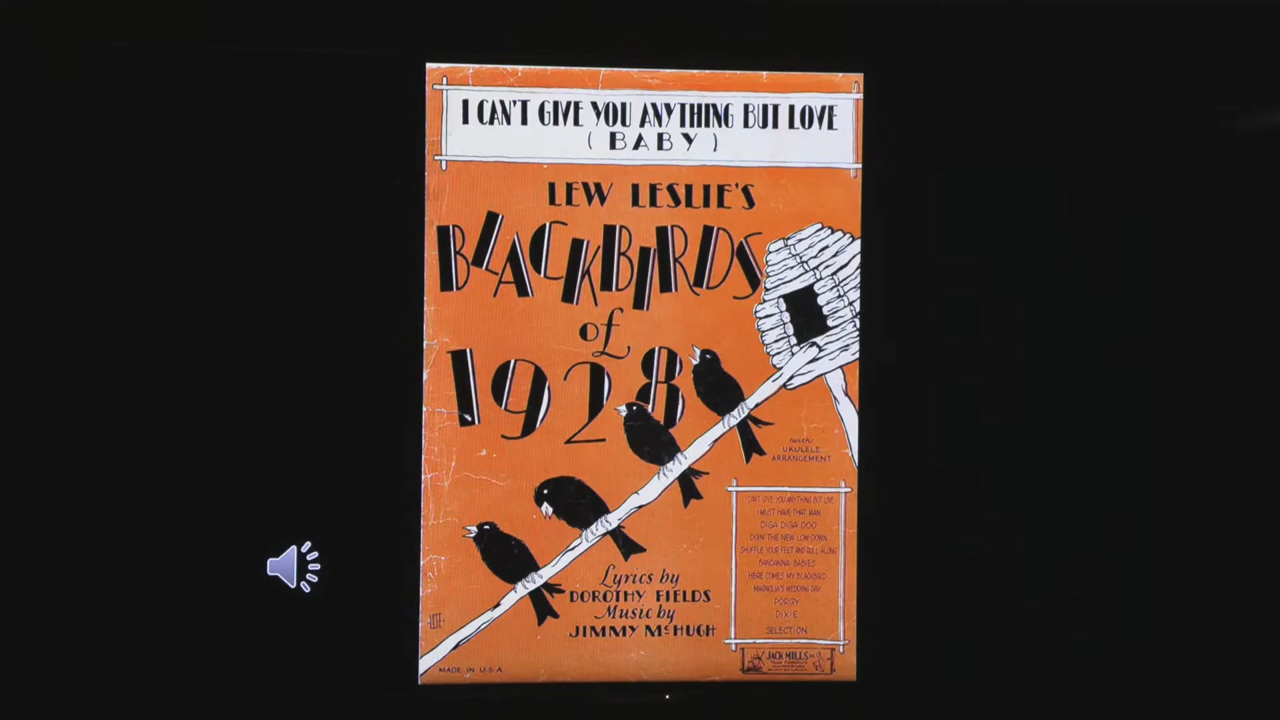 I CAN'T GIVE YOU ANYTHING BUT LOVE
(BABY)
LEW LESLIE'S
BLACKBIRDS
of
1928
with
UKULELE
ARRANGEMENT
I CAN'T GIVE YOU ANYTHING BUT LOVE
I MUST HAVE THAT MAN
DIGA DIGA DOO
DOIN' THE NEW LOW-DOWN
SHUFFLE YOUR FEET AND ROLL ALONG
BANDANNA BABIES
HERE COMES MY BLACKBIRD
MAGNOLIA'S WEDDING DAY
PORGY
DIXIE
SELECTION
Lyrics by
DOROTHY FIELDS
Music by
JIMMY McHUGH
MADE IN U.S.A.
JACK MILLS